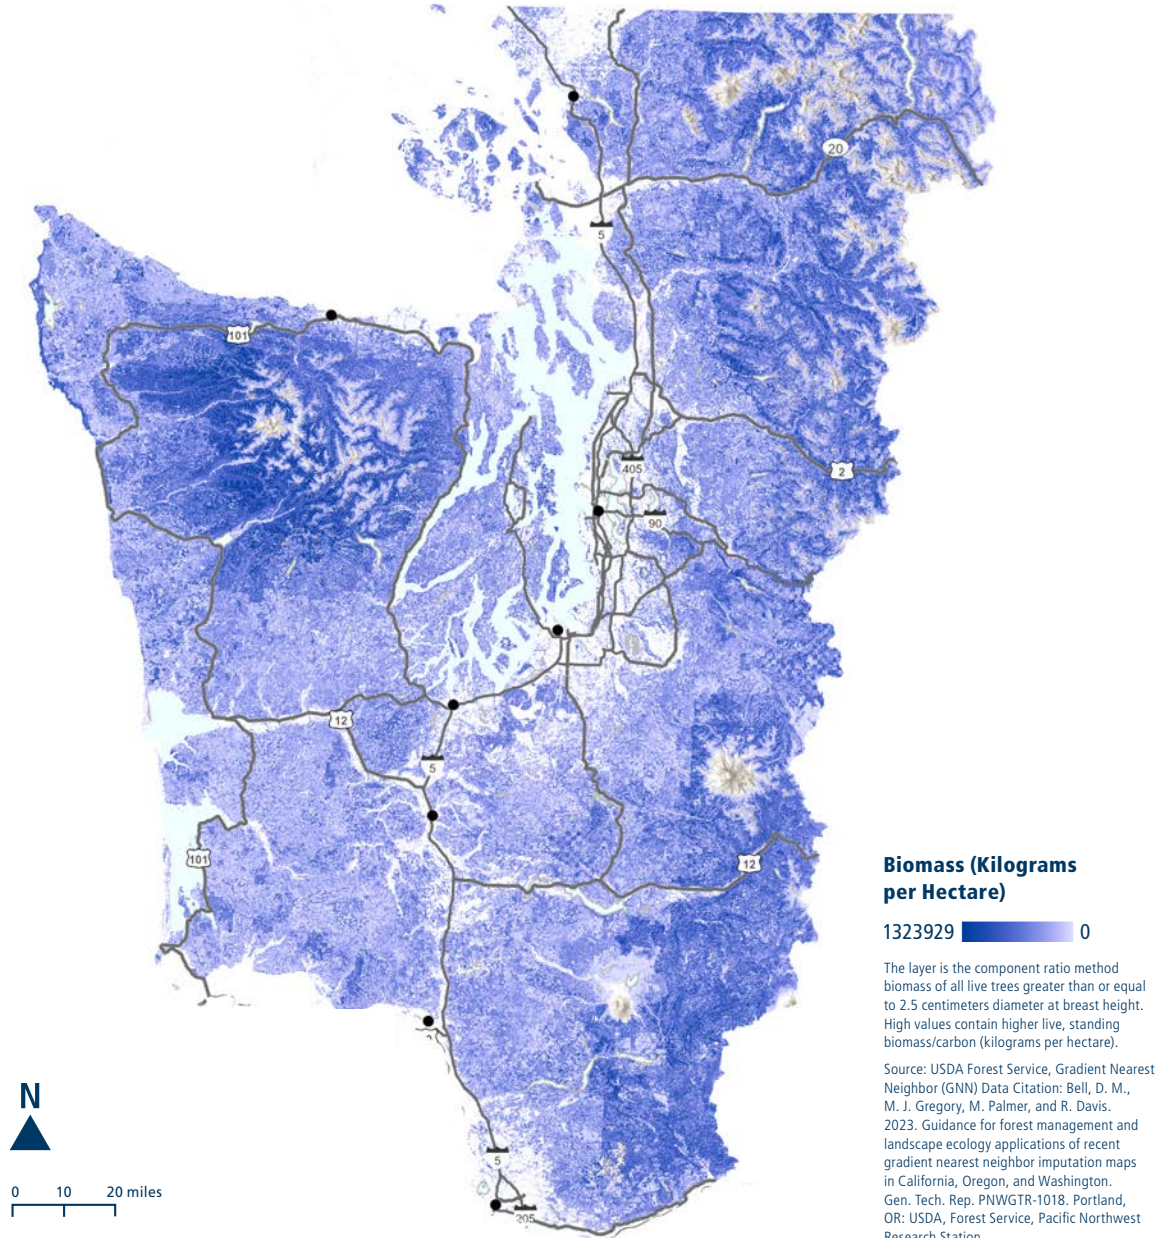 20
5
101
405
2
90
12
5
101
12
5
205
Biomass (Kilograms
per Hectare)
1323929 0
The layer is the component ratio method
biomass of all live trees greater than or equal
to 2.5 centimeters diameter at breast height.
High values contain higher live, standing
biomass/carbon (kilograms per hectare).
Source: USDA Forest Service, Gradient Nearest
Neighbor (GNN) Data Citation: Bell, D. M.,
M. J. Gregory, M. Palmer, and R. Davis.
2023. Guidance for forest management and
landscape ecology applications of recent
gradient nearest neighbor imputation maps
in California, Oregon, and Washington.
Gen. Tech. Rep. PNWGTR-1018. Portland,
OR: USDA, Forest Service, Pacific Northwest
Research Station
N
0 10 20 miles